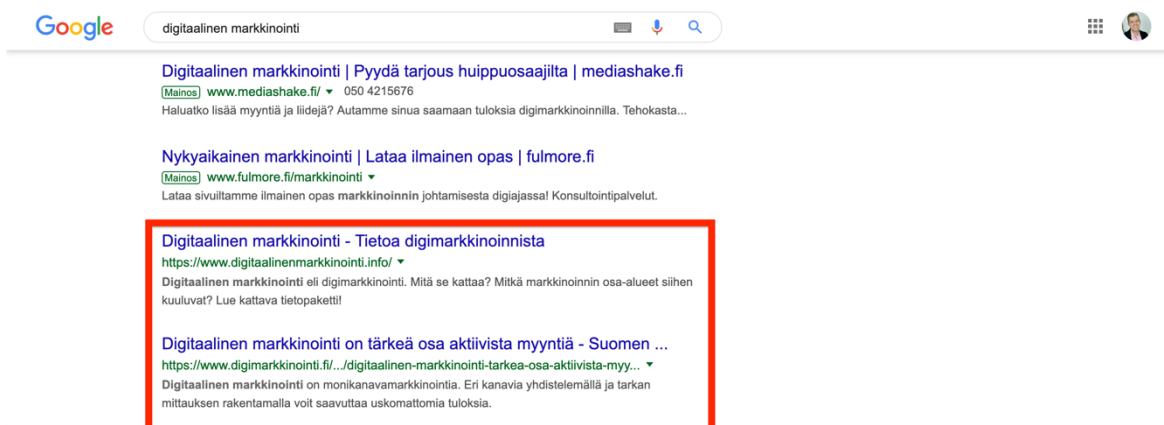 Google
digitaalinen markkinointi
Digitaalinen markkinointi | Pyydä tarjous huippuosaajilta | mediashake.fi
Mainos www.mediashake.fi/ 050 4215676
Haluatko lisää myyntiä ja liidejä? Autamme sinua saamaan tuloksia digimarkkinoinnilla. Tehokasta...
Nykyaikainen markkinointi | Lataa ilmainen opas | fulmore.fi
Mainos www.fulmore.fi/markkinointi
Lataa sivuiltamme ilmainen opas markkinoinnin johtamisesta digiajassa! Konsultointipalvelut.
Digitaalinen markkinointi - Tietoa digimarkkinoinnista
https://www.digitaalinenmarkkinointi.info/
Digitaalinen markkinointi eli digimarkkinointi. Mitä se kattaa? Mitkä markkinoinnin osa-alueet siihen
kuuluvat? Lue kattava tietopaketti!
Digitaalinen markkinointi on tärkeä osa aktiivista myyntiä - Suomen ...
https://www.digimarkkinointi.fi/.../digitaalinen-markkinointi-tarkea-osa-aktiivista-myy...
Digitaalinen markkinointi on monikanavamarkkinointia. Eri kanavia yhdistelemällä ja tarkan
mittauksen rakentamalla voit saavuttaa uskomattomia tuloksia.